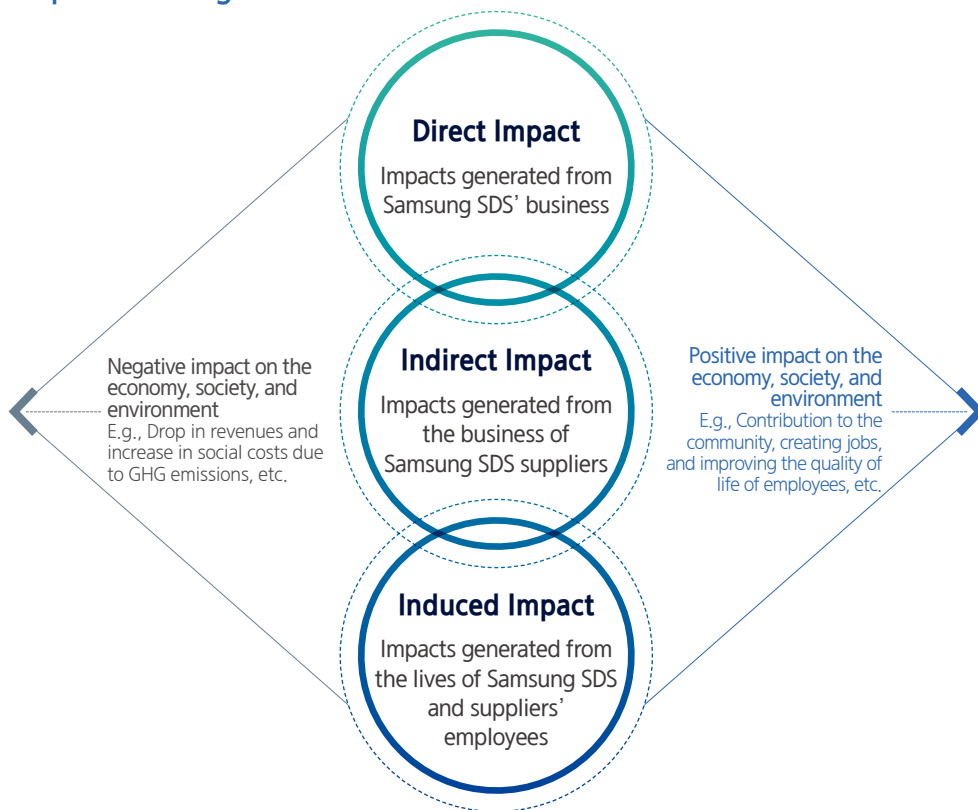 Direct Impact
Impacts generated from
Samsung SDS’ business
Negative impact on the
economy, society, and
environment
E.g., Drop in revenues and
increase in social costs due
to GHG emissions, etc.
Indirect Impact
Impacts generated from
the business of
Samsung SDS suppliers
Positive impact on the
economy, society, and
environment
E.g., Contribution to the
community, creating jobs,
and improving the quality of
life of employees, etc.
Induced Impact
Impacts generated from
the lives of Samsung SDS
and suppliers’
employees